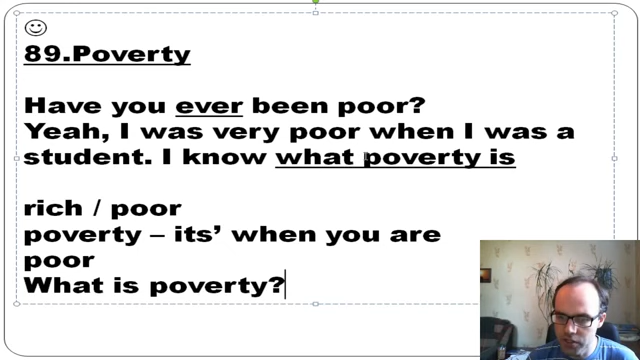 ☺
89.Poverty
Have you ever been poor?
Yeah, I was very poor when I was a
student. I know what poverty is
rich / poor
poverty – its’ when you are
poor
What is poverty?